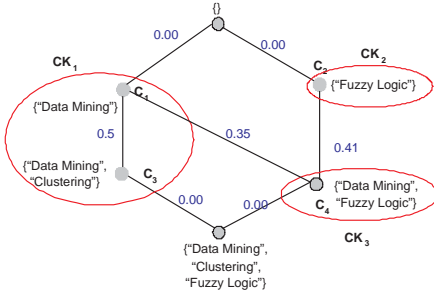 {}
0.00
0.00
CK1
CK2
C1
C2
{"Data Mining"}
{"Fuzzy Logic"}
0.5
0.35
0.41
{"Data Mining",
"Clustering"}
C3
0.00
0.00
C4
{"Data Mining",
"Fuzzy Logic"}
CK3
{"Data Mining",
"Clustering",
"Fuzzy Logic"}